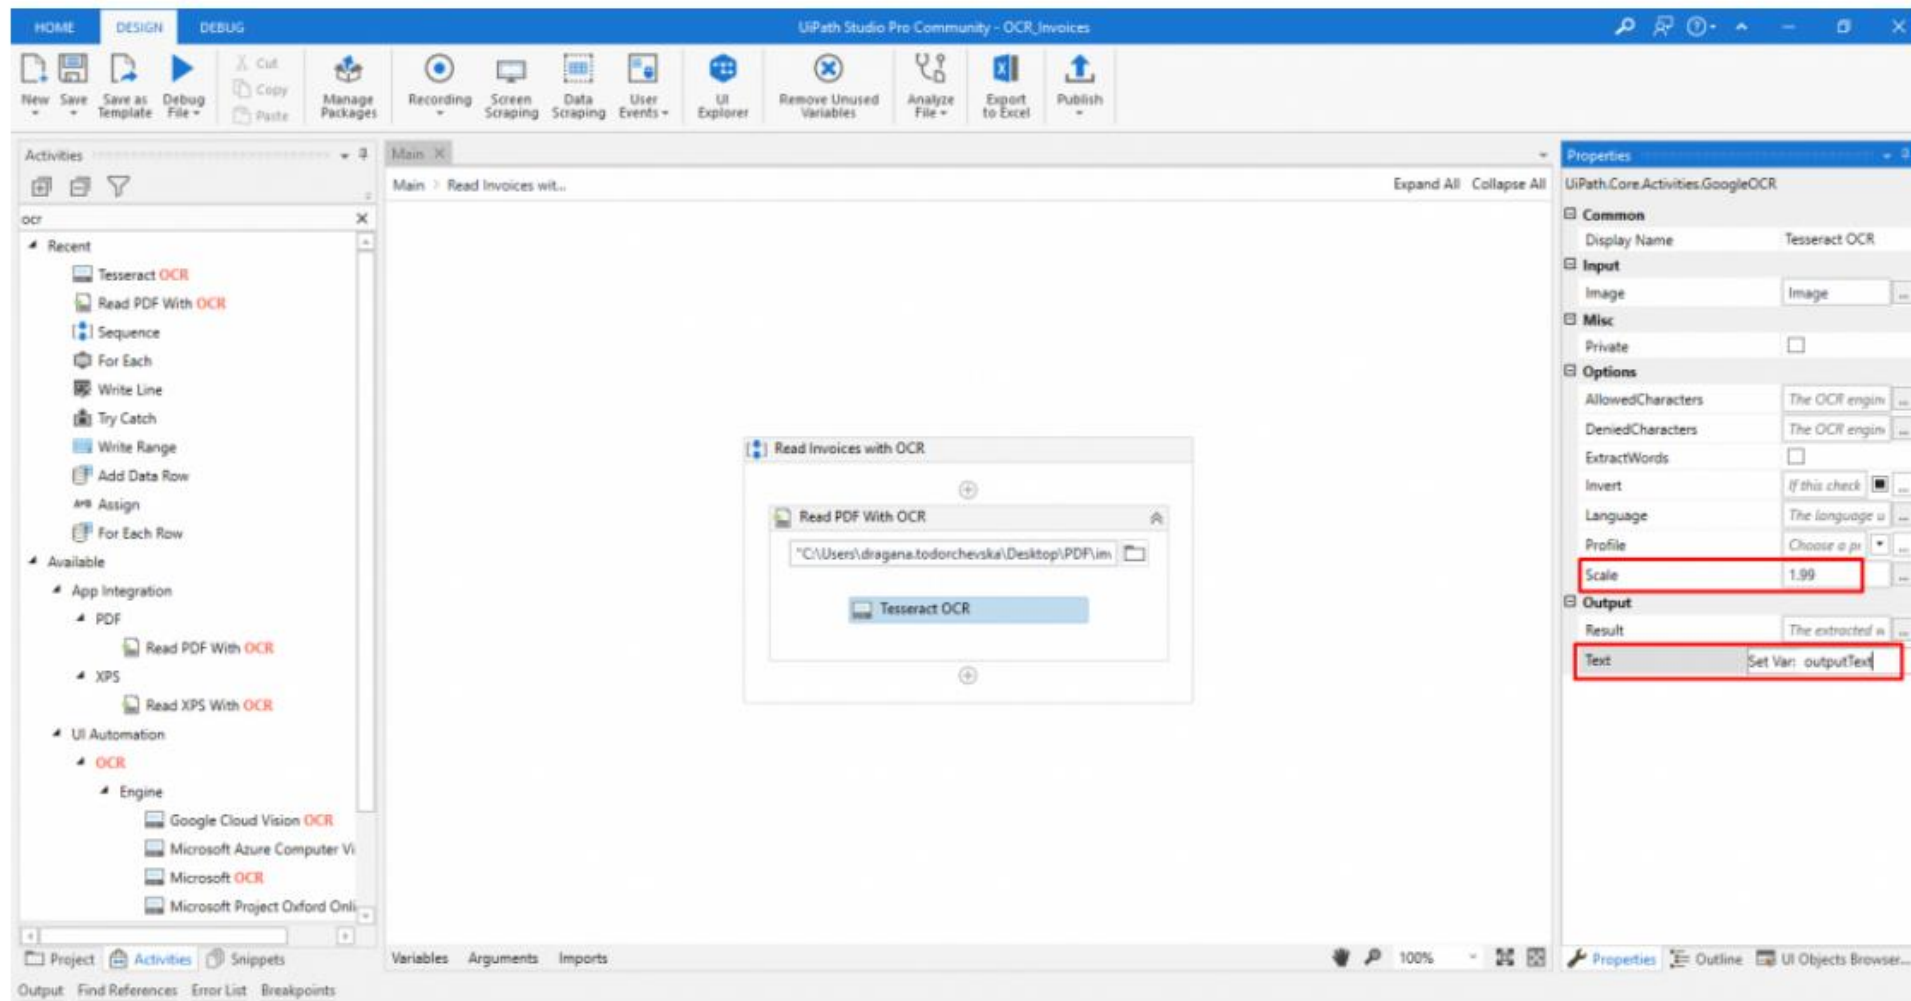 HOME DESIGN DEBUG UiPath Studio Pro Community - OCR_Invoices
New Save Save as Template Debug File Cut Copy Paste Manage Packages Recording Screen Scraping Data Scraping User Events UI Explorer Remove Unused Variables Analyze File Export to Excel Publish
Activities
ocr
Recent
Tesseract OCR
Read PDF With OCR
Sequence
For Each
Write Line
Try Catch
Write Range
Add Data Row
A*B Assign
For Each Row
Available
App Integration
PDF
Read PDF With OCR
XPS
Read XPS With OCR
UI Automation
OCR
Engine
Google Cloud Vision OCR
Microsoft Azure Computer Vi
Microsoft OCR
Microsoft Project Oxford Onli
Project Activities Snippets
Main
Main > Read Invoices wit... Expand All Collapse All
Read Invoices with OCR
Read PDF With OCR
"C:\Users\dragana.todorchevska\Desktop\PDF\im
Tesseract OCR
Variables Arguments Imports 100%
Properties
UiPath.Core.Activities.GoogleOCR
Common
Display Name Tesseract OCR
Input
Image Image ...
Misc
Private
Options
AllowedCharacters The OCR engin ...
DeniedCharacters The OCR engin ...
ExtractWords
Invert If this check ...
Language The language u ...
Profile Choose a pr ...
Scale 1.99 ...
Output
Result The extracted w ...
Text Set Var: outputText
Properties Outline UI Objects Browser...
Output Find References Error List Breakpoints